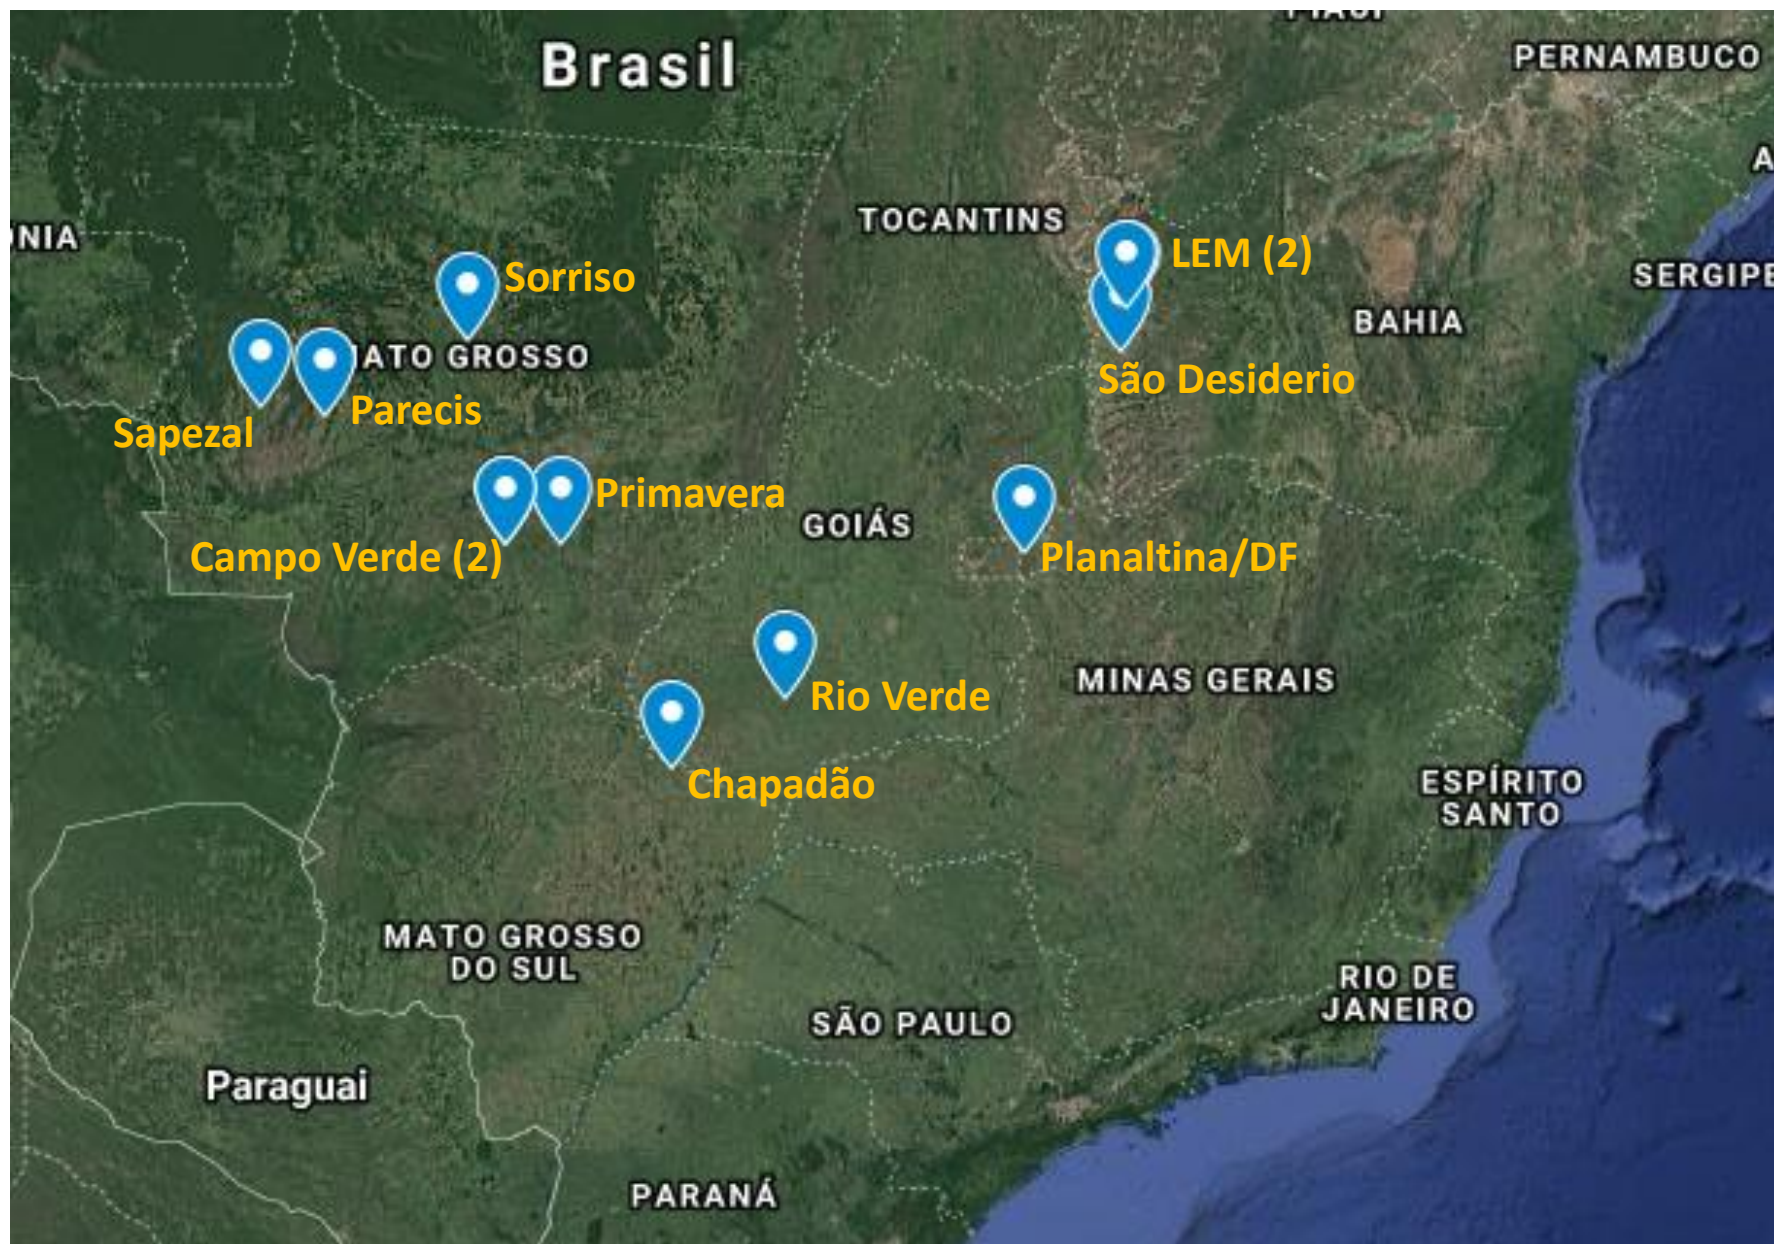 Brasil
PERNAMBUCO
TOCANTINS
NIA
LEM (2)
Sorriso
SERGIPE
BAHIA
MATO GROSSO
São Desiderio
Parecis
Sapezal
Primavera
GOIÁS
Campo Verde (2)
Planaltina/DF
MINAS GERAIS
Rio Verde
Chapadão
ESPÍRITO
SANTO
MATO GROSSO
DO SUL
RIO DE
JANEIRO
SÃO PAULO
Paraguai
PARANÁ